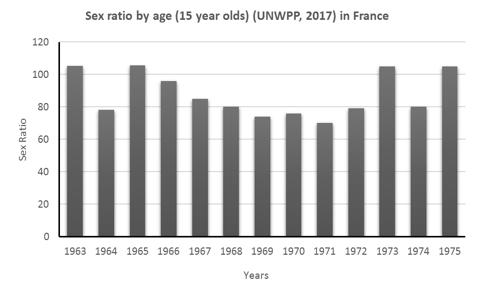 Sex ratio by age (15 year olds) (UNWPP, 2017) in France
120
100
80
60
40
20
0
Sex Ratio
1963 1964 1965 1966 1967 1968 1969 1970 1971 1972 1973 1974 1975
Years